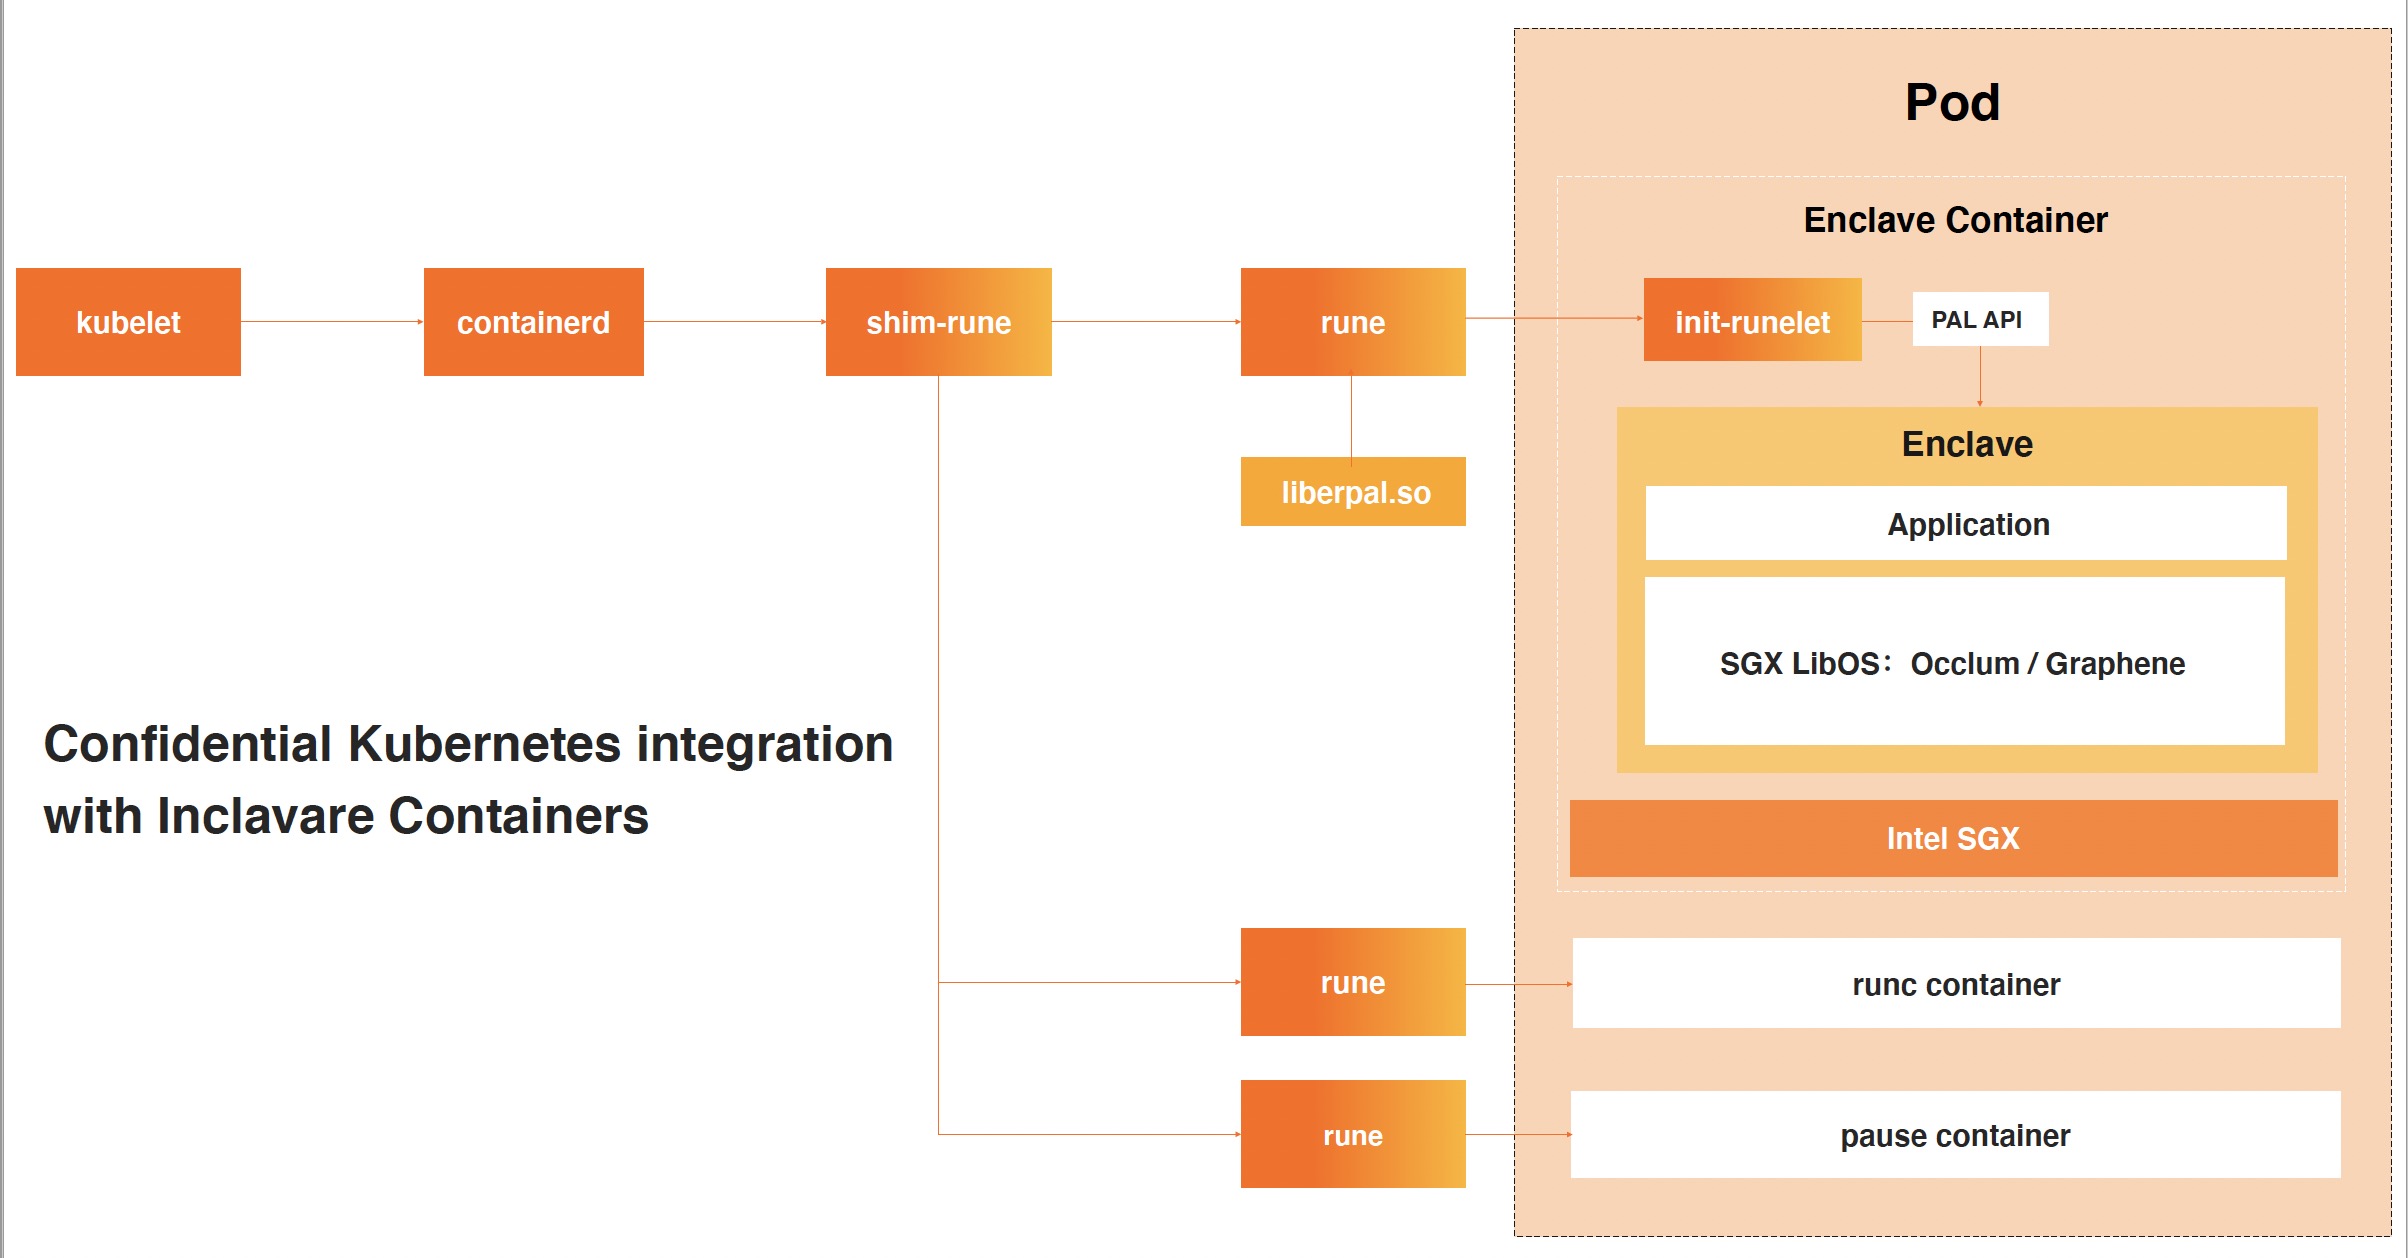 Pod
Enclave Container
kubelet
containerd
shim-rune
rune
init-runelet
PAL API
liberpal.so
Enclave
Application
SGX LibOS：Occlum / Graphene
Intel SGX
Confidential Kubernetes integration
with Inclavare Containers
rune
runc container
rune
pause container